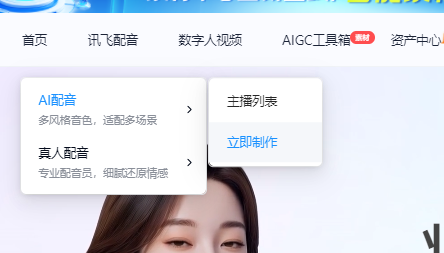 首页 讯飞配音 数字人视频 AIGC工具箱 素材 资产中心
AI配音
多风格音色，适配多场景
主播列表
立即制作
真人配音
专业配音员，细腻还原情感